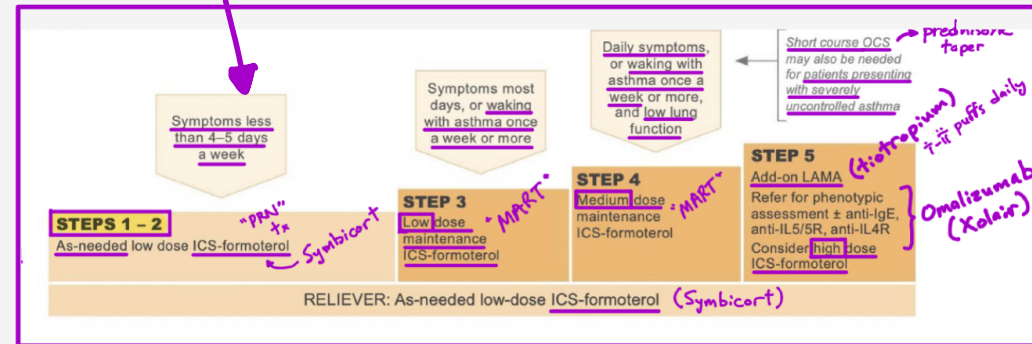 Short course OCS → prednisone
taper
may also be needed
for patients presenting
with severely
uncontrolled asthma
Daily symptoms,
or waking with
asthma once a
week or more,
and low lung
function
Symptoms most
days, or waking
with asthma once
a week or more
Symptoms less
than 4–5 days
a week
STEPS 1 – 2
"PRN"
tx
As-needed low dose ICS-formoterol
Symbicort
STEP 3
Low dose
maintenance
ICS-formoterol
"MART"
STEP 4
Medium dose
maintenance
ICS-formoterol
"MART"
STEP 5
Add-on LAMA
(tiotropium)
i-ii puffs daily
Refer for phenotypic
assessment ± anti-IgE,
anti-IL5/5R, anti-IL4R
Consider high dose
ICS-formoterol
Omalizumab
(Xolair)
RELIEVER: As-needed low-dose ICS-formoterol (Symbicort)